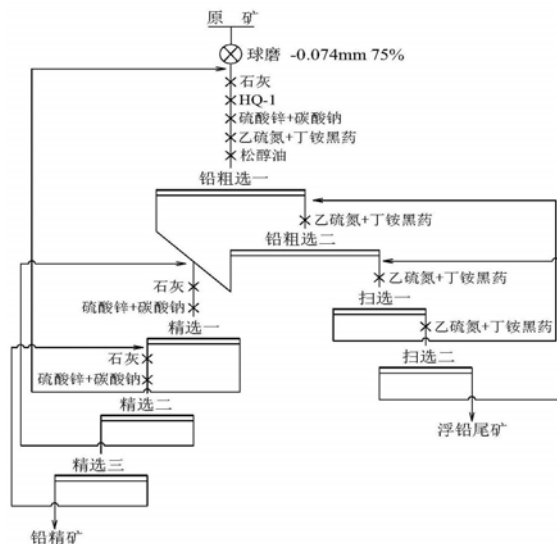 原 矿
球磨 -0.074mm 75%
石灰
HQ-1
硫酸锌+碳酸钠
乙硫氮+丁铵黑药
松醇油
铅粗选一
乙硫氮+丁铵黑药
铅粗选二
乙硫氮+丁铵黑药
石灰
硫酸锌+碳酸钠
扫选一
精选一
乙硫氮+丁铵黑药
石灰
扫选二
硫酸锌+碳酸钠
精选二
浮铅尾矿
精选三
铅精矿